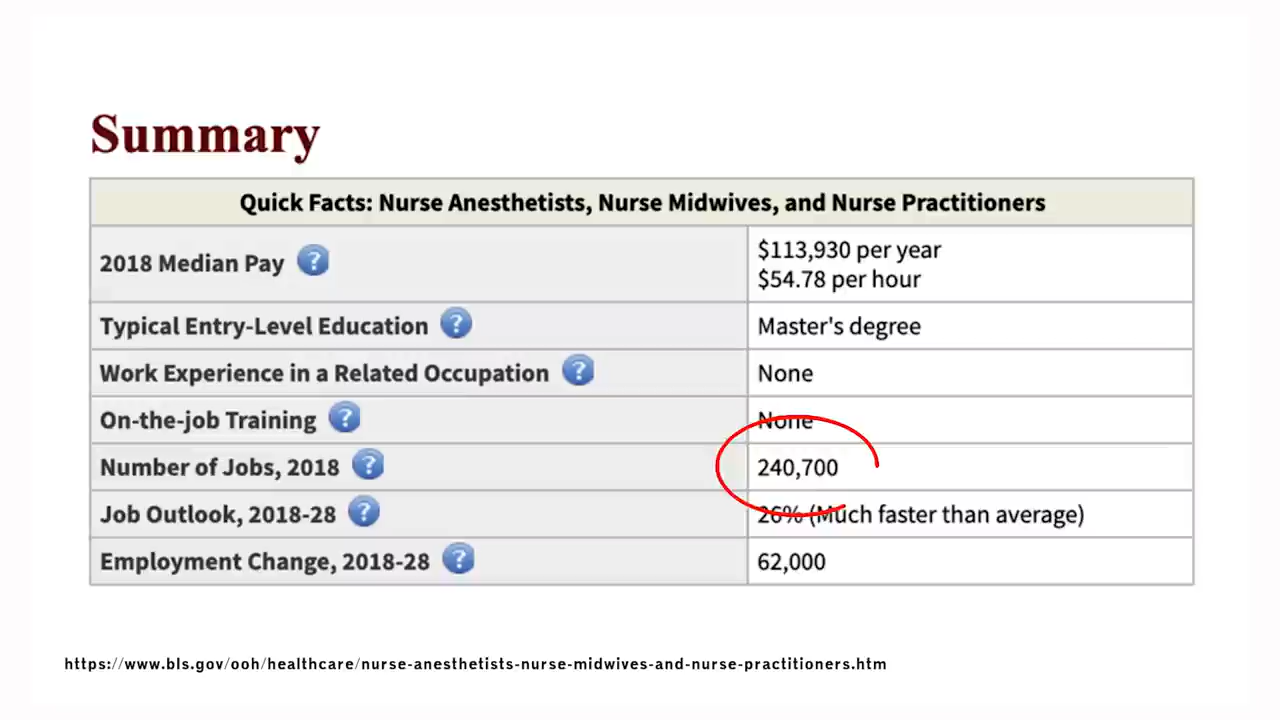 Summary
Quick Facts: Nurse Anesthetists, Nurse Midwives, and Nurse Practitioners
2018 Median Pay ? $113,930 per year
$54.78 per hour
Typical Entry-Level Education ? Master's degree
Work Experience in a Related Occupation ? None
On-the-job Training ? None
Number of Jobs, 2018 ? 240,700
Job Outlook, 2018-28 ? 26% (Much faster than average)
Employment Change, 2018-28 ? 62,000
https://www.bls.gov/ooh/healthcare/nurse-anesthetists-nurse-midwives-and-nurse-practitioners.htm